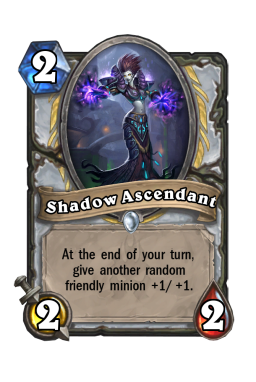 2
Shadow Ascendant
At the end of your turn,
give another random
friendly minion +1/ +1.
2 2